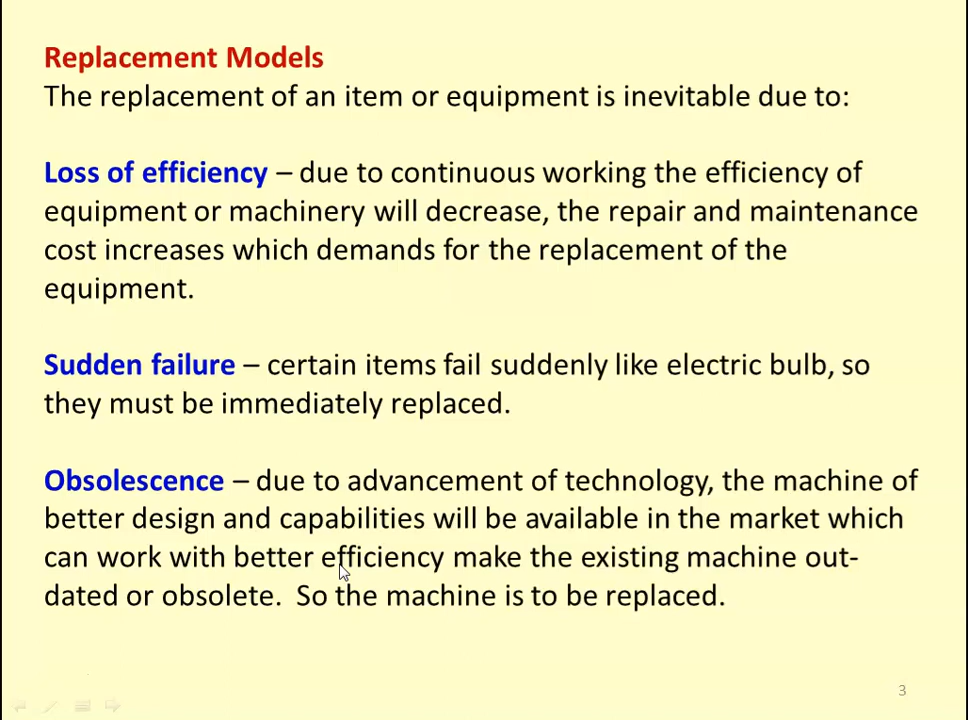 Replacement Models
The replacement of an item or equipment is inevitable due to:
Loss of efficiency – due to continuous working the efficiency of
equipment or machinery will decrease, the repair and maintenance
cost increases which demands for the replacement of the
equipment.
Sudden failure – certain items fail suddenly like electric bulb, so
they must be immediately replaced.
Obsolescence – due to advancement of technology, the machine of
better design and capabilities will be available in the market which
can work with better efficiency make the existing machine out-
dated or obsolete.  So the machine is to be replaced.
3